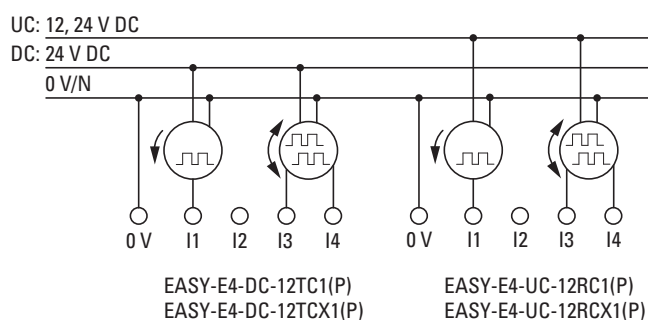 UC: 12, 24 V DC
DC: 24 V DC
0 V/N
0 V I1 I2 I3 I4 0 V I1 I2 I3 I4
EASY-E4-DC-12TC1(P) EASY-E4-UC-12RC1(P)
EASY-E4-DC-12TCX1(P) EASY-E4-UC-12RCX1(P)